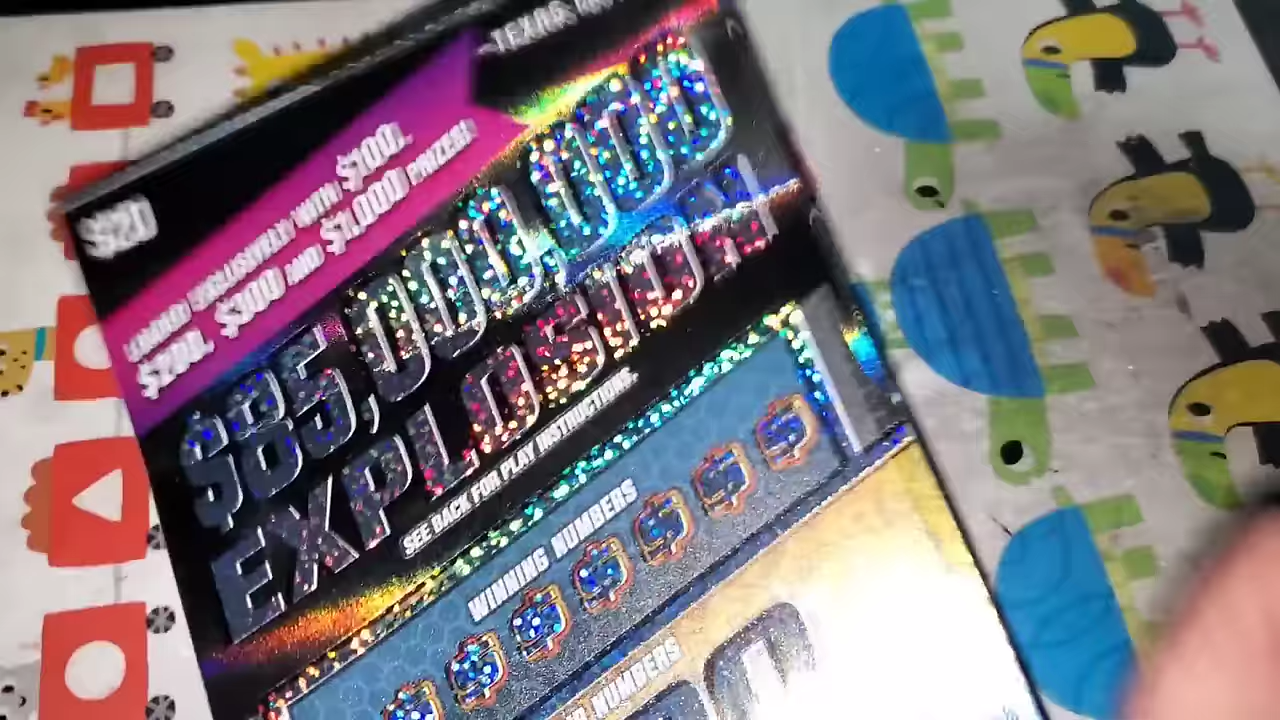 TEXAS
$20
LOADED EXCLUSIVELY WITH $100,
$200, $500 AND $1,000 PRIZES!
$85,000,000
EXPLOSION
SEE BACK FOR PLAY INSTRUCTIONS.
WINNING NUMBERS
NUMBERS